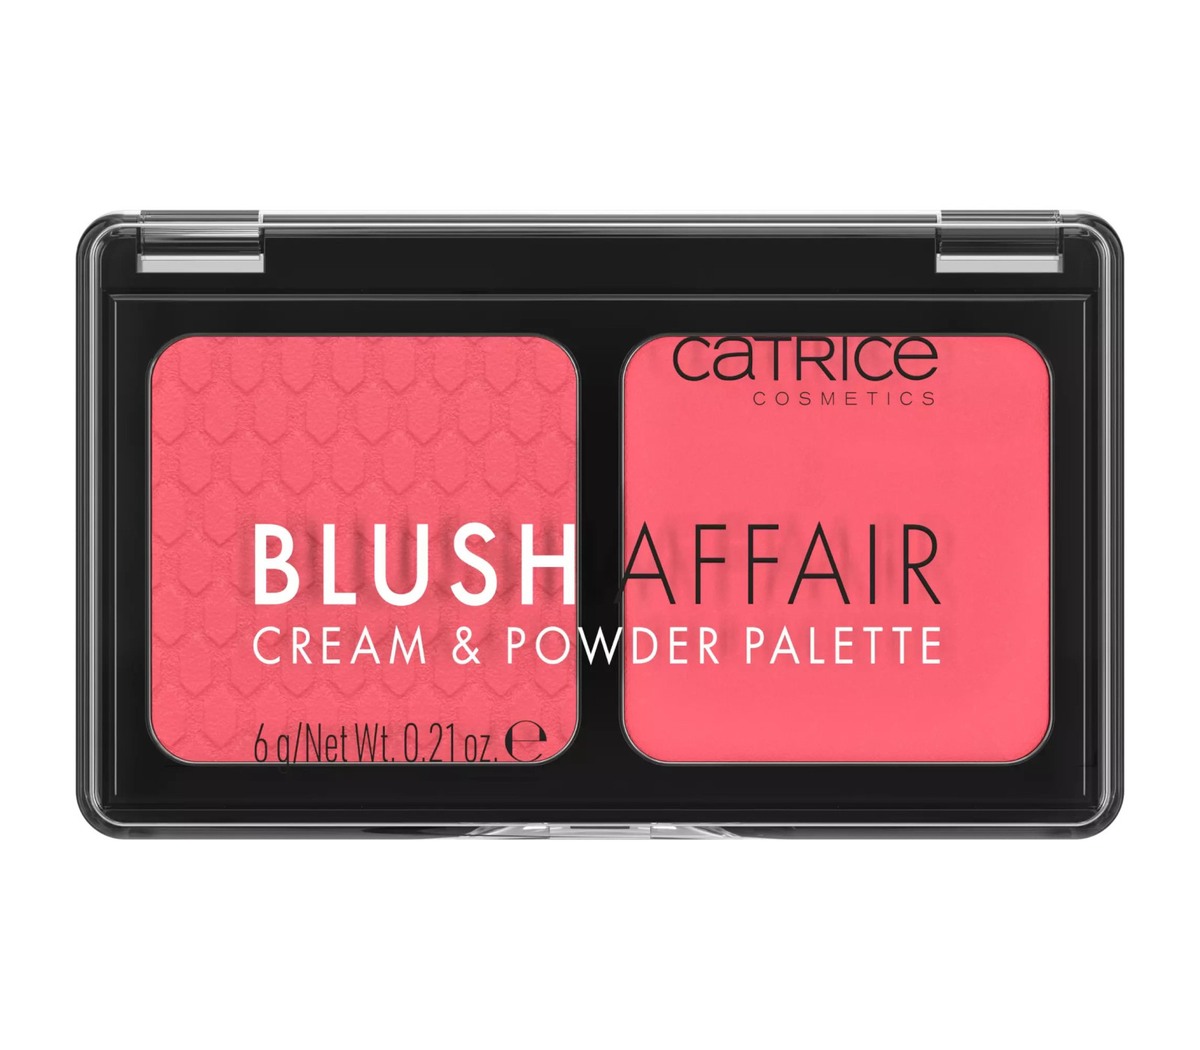 CATRICE
COSMETICS
BLUSH AFFAIR
CREAM & POWDER PALETTE
6 g/Net Wt. 0.21 oz. ℮